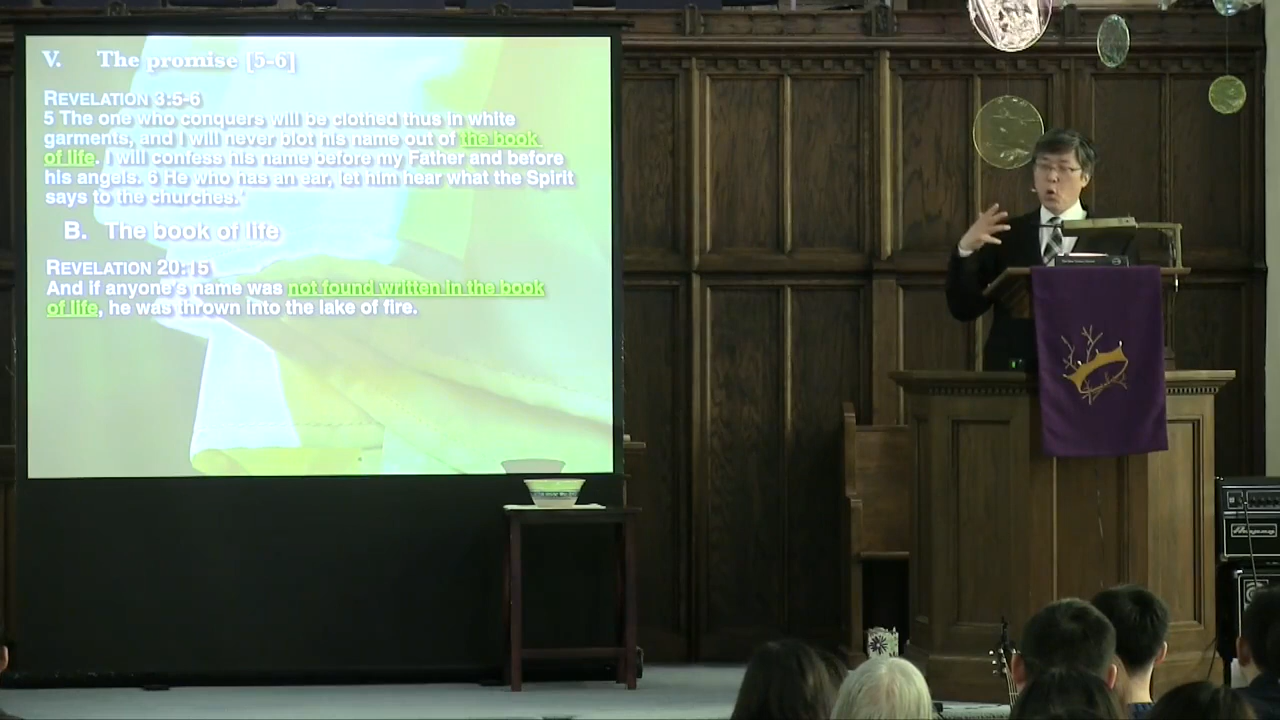 V. The promise [5-6]
REVELATION 3:5-6
5 The one who conquers will be clothed thus in white
garments, and I will never blot his name out of the book
of life. I will confess his name before my Father and before
his angels. 6 He who has an ear, let him hear what the Spirit
says to the churches.'
B. The book of life
REVELATION 20:15
And if anyone's name was not found written in the book
of life, he was thrown into the lake of fire.
Ampeg